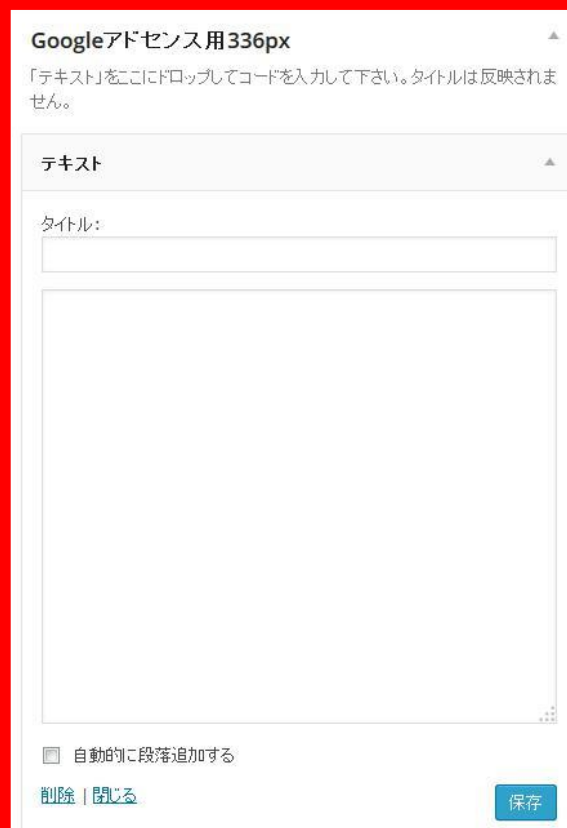 Googleアドセンス用336px
「テキスト」をここにドロップしてコードを入力して下さい。タイトルは反映されま
せん。
テキスト
タイトル:
自動的に段落追加する
削除 | 閉じる
保存